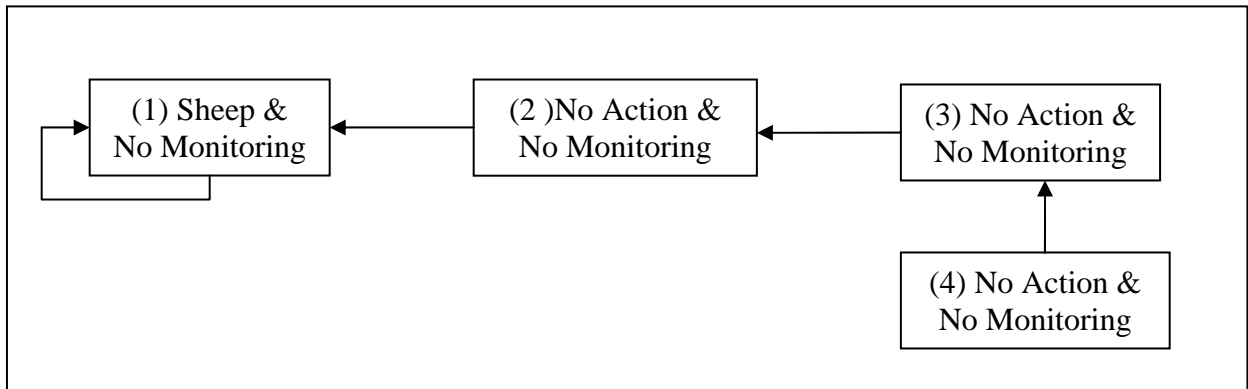 (1) Sheep &
No Monitoring
(2 )No Action &
No Monitoring
(3) No Action &
No Monitoring
(4) No Action &
No Monitoring